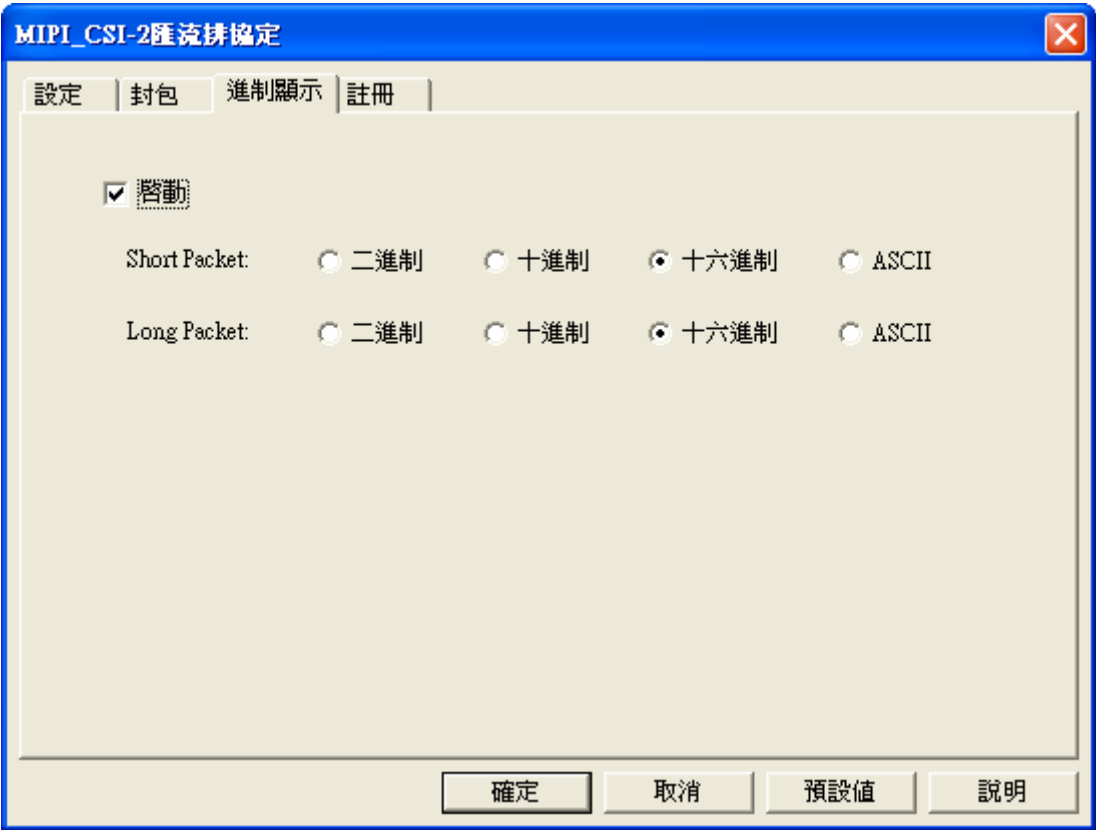 MIPI_CSI-2匯流排協定
設定 封包 進制顯示 註冊
啓動
Short Packet: 二進制 十進制 十六進制 ASCII
Long Packet: 二進制 十進制 十六進制 ASCII
確定 取消 預設值 說明